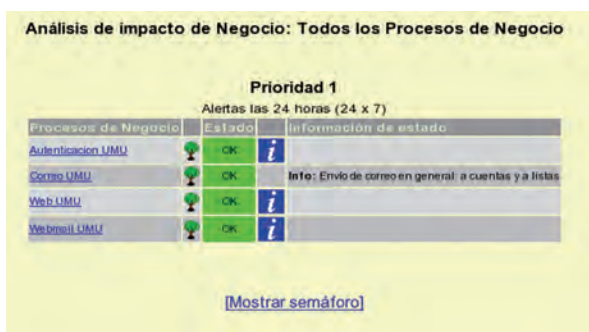 Análisis de impacto de Negocio: Todos los Procesos de Negocio
Prioridad 1
Alertas las 24 horas (24 x 7)
Procesos de Negocio Estado Información de estado
Autenticacion UMU OK i
Correo UMU OK Info: Envío de correo en general: a cuentas y a listas
Web UMU OK i
Webmail UMU OK i
[Mostrar semáforo]